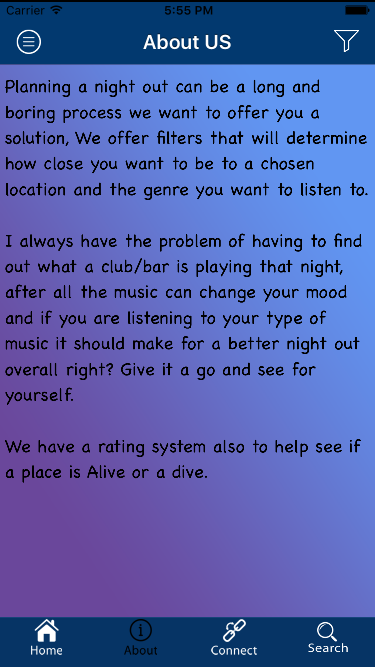 Carrier 5:55 PM
About US
Planning a night out can be a long and
boring process we want to offer you a
solution, We offer filters that will determine
how close you want to be to a chosen
location and the genre you want to listen to.
I always have the problem of having to find
out what a club/bar is playing that night,
after all the music can change your mood
and if you are listening to your type of
music it should make for a better night out
overall right? Give it a go and see for
yourself.
We have a rating system also to help see if
a place is Alive or a dive.
Home About Connect Search